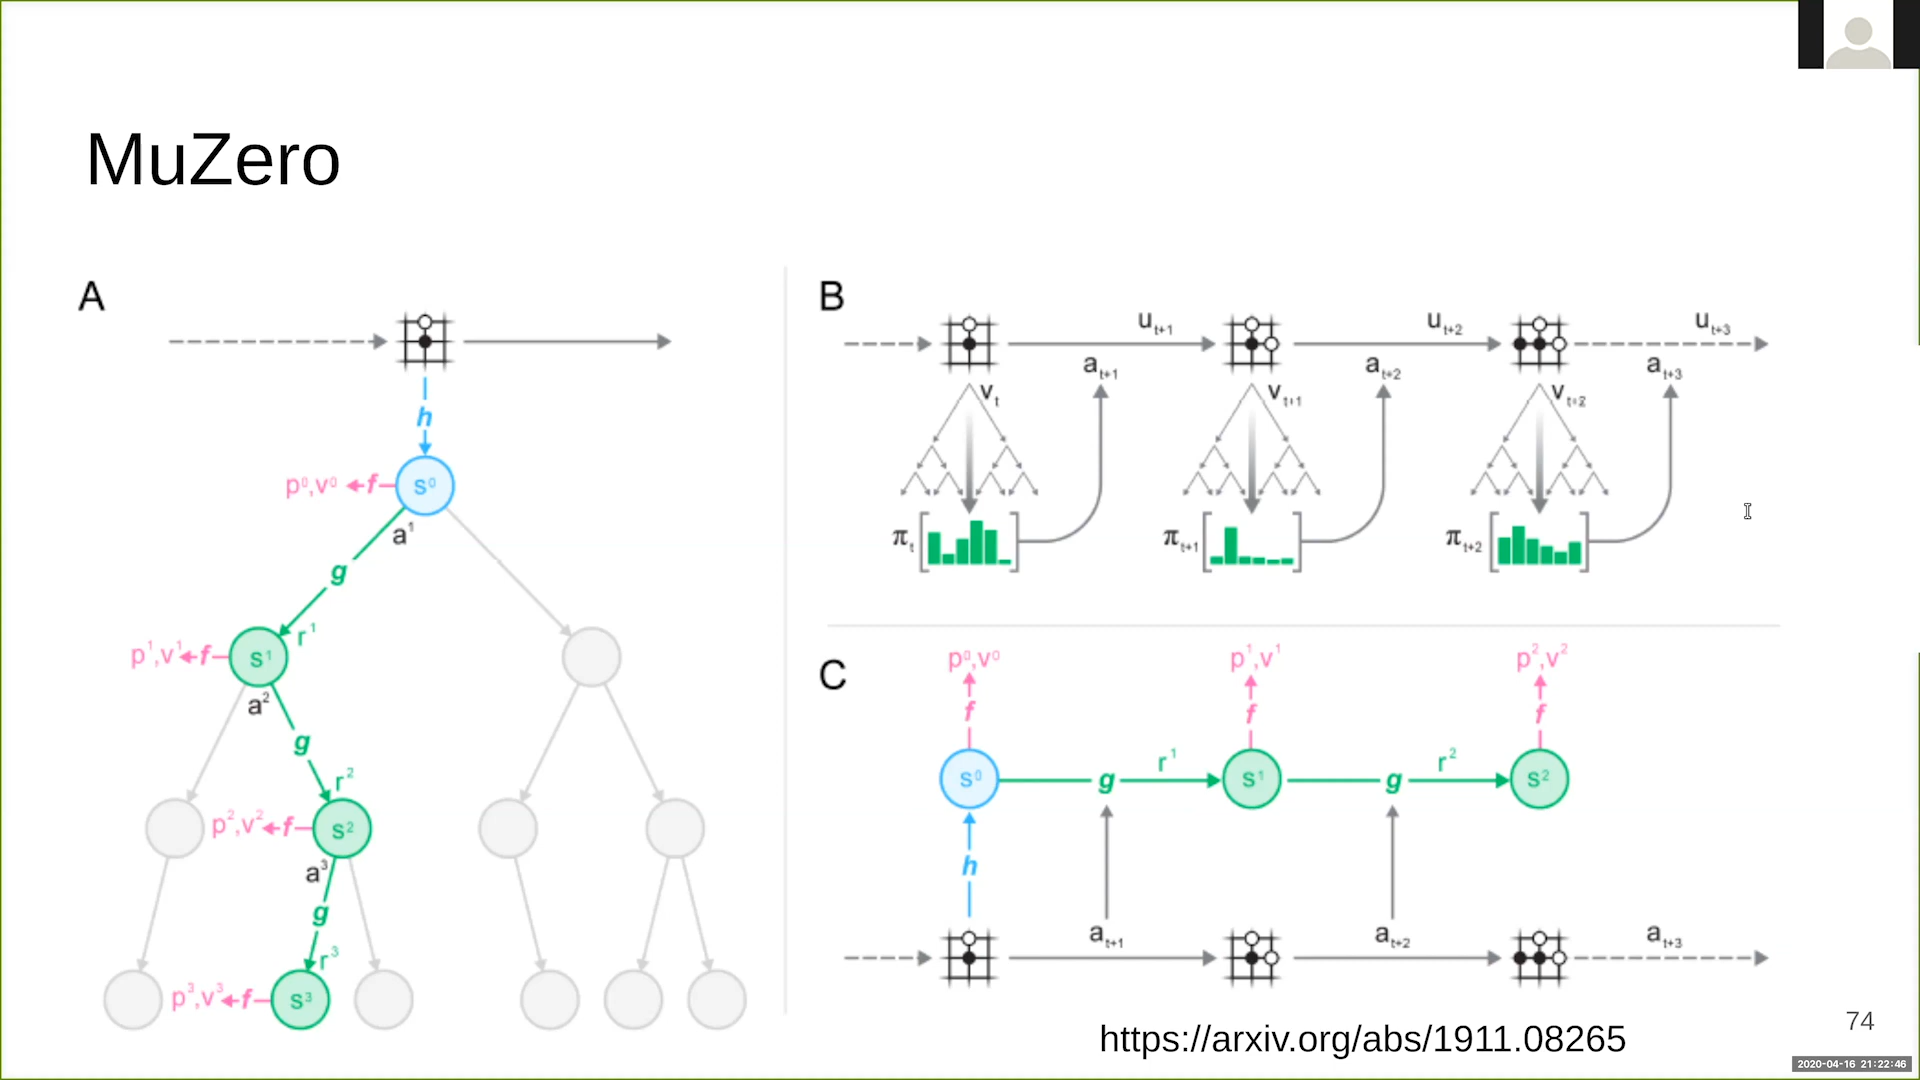 MuZero
A
h
p⁰,v⁰ f s⁰
a¹
g
p¹,v¹ f s¹ r¹
a²
g
r²
p²,v² f s²
a³
g
r³
p³,v³ f s³
B
u t+1 u t+2 u t+3
a t+1 a t+2 a t+3
v t v t+1 v t+2
π t π t+1 π t+2
C
p⁰,v⁰ p¹,v¹ p²,v²
f f f
s⁰ g r¹ s¹ g r² s²
h
a t+1 a t+2 a t+3
https://arxiv.org/abs/1911.08265
74
2020-04-16 21:22:46